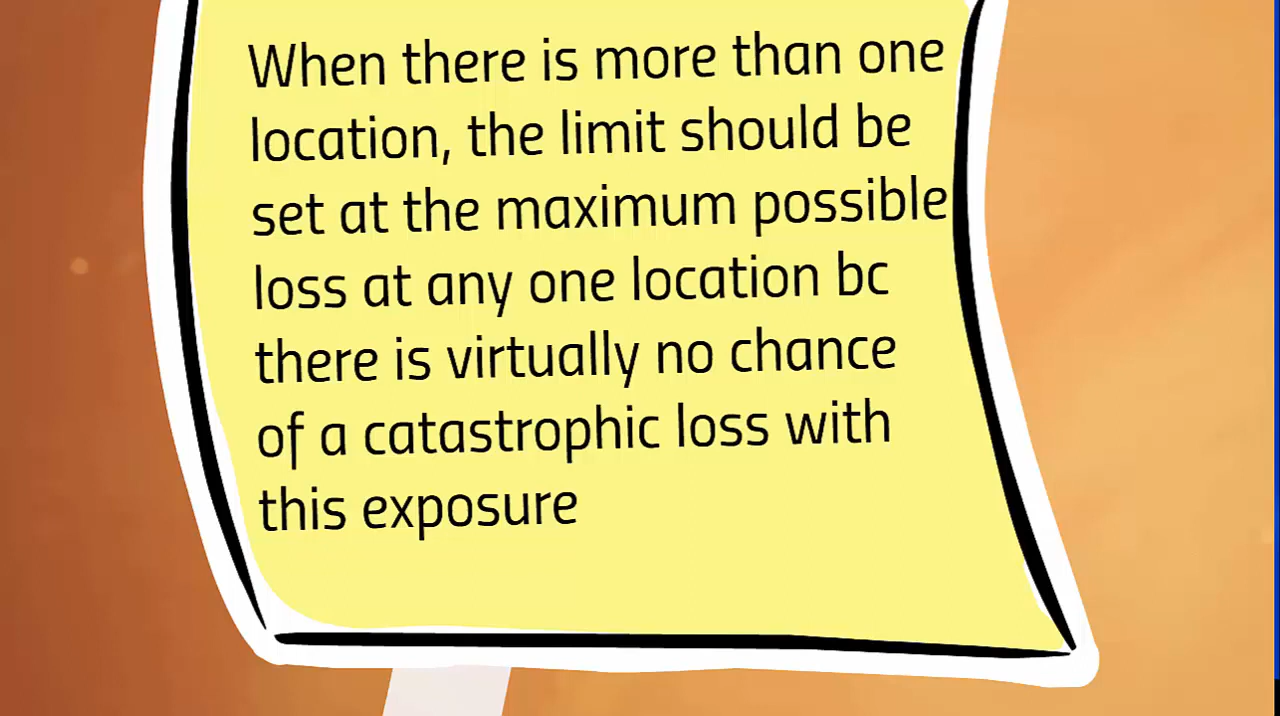 When there is more than one
location, the limit should be
set at the maximum possible
loss at any one location bc
there is virtually no chance
of a catastrophic loss with
this exposure